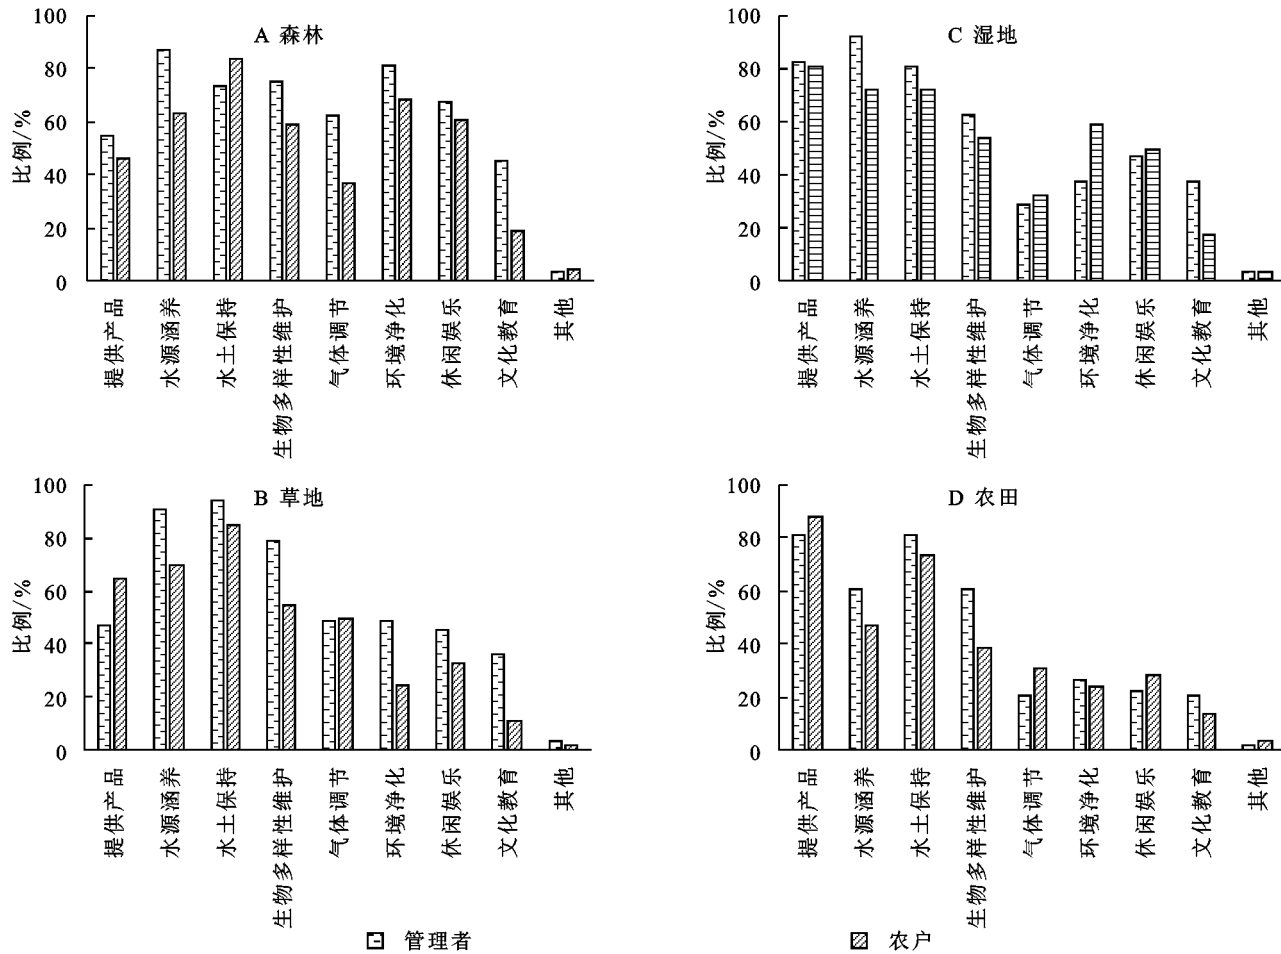 A 森林
比例/%
100
80
60
40
20
0
提供产品
水源涵养
水土保持
生物多样性维护
气体调节
环境净化
休闲娱乐
文化教育
其他
C 湿地
比例/%
100
80
60
40
20
0
提供产品
水源涵养
水土保持
生物多样性维护
气体调节
环境净化
休闲娱乐
文化教育
其他
B 草地
比例/%
100
80
60
40
20
0
提供产品
水源涵养
水土保持
生物多样性维护
气体调节
环境净化
休闲娱乐
文化教育
其他
D 农田
比例/%
100
80
60
40
20
0
提供产品
水源涵养
水土保持
生物多样性维护
气体调节
环境净化
休闲娱乐
文化教育
其他
管理者
农户